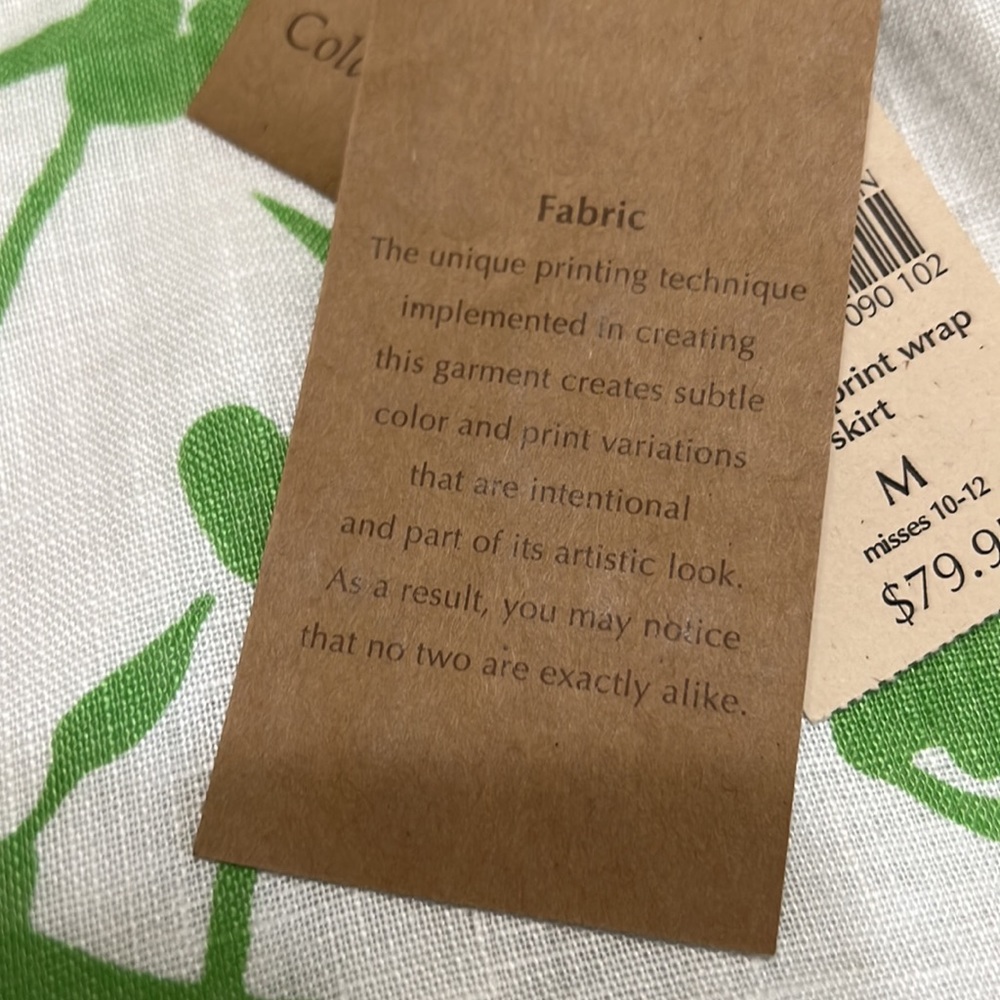 Fabric
The unique printing technique
implemented in creating
this garment creates subtle
color and print variations
that are intentional
and part of its artistic look.
As a result, you may notice
that no two are exactly alike.
090 102
print wrap
skirt
M
misses 10-12
$79.9